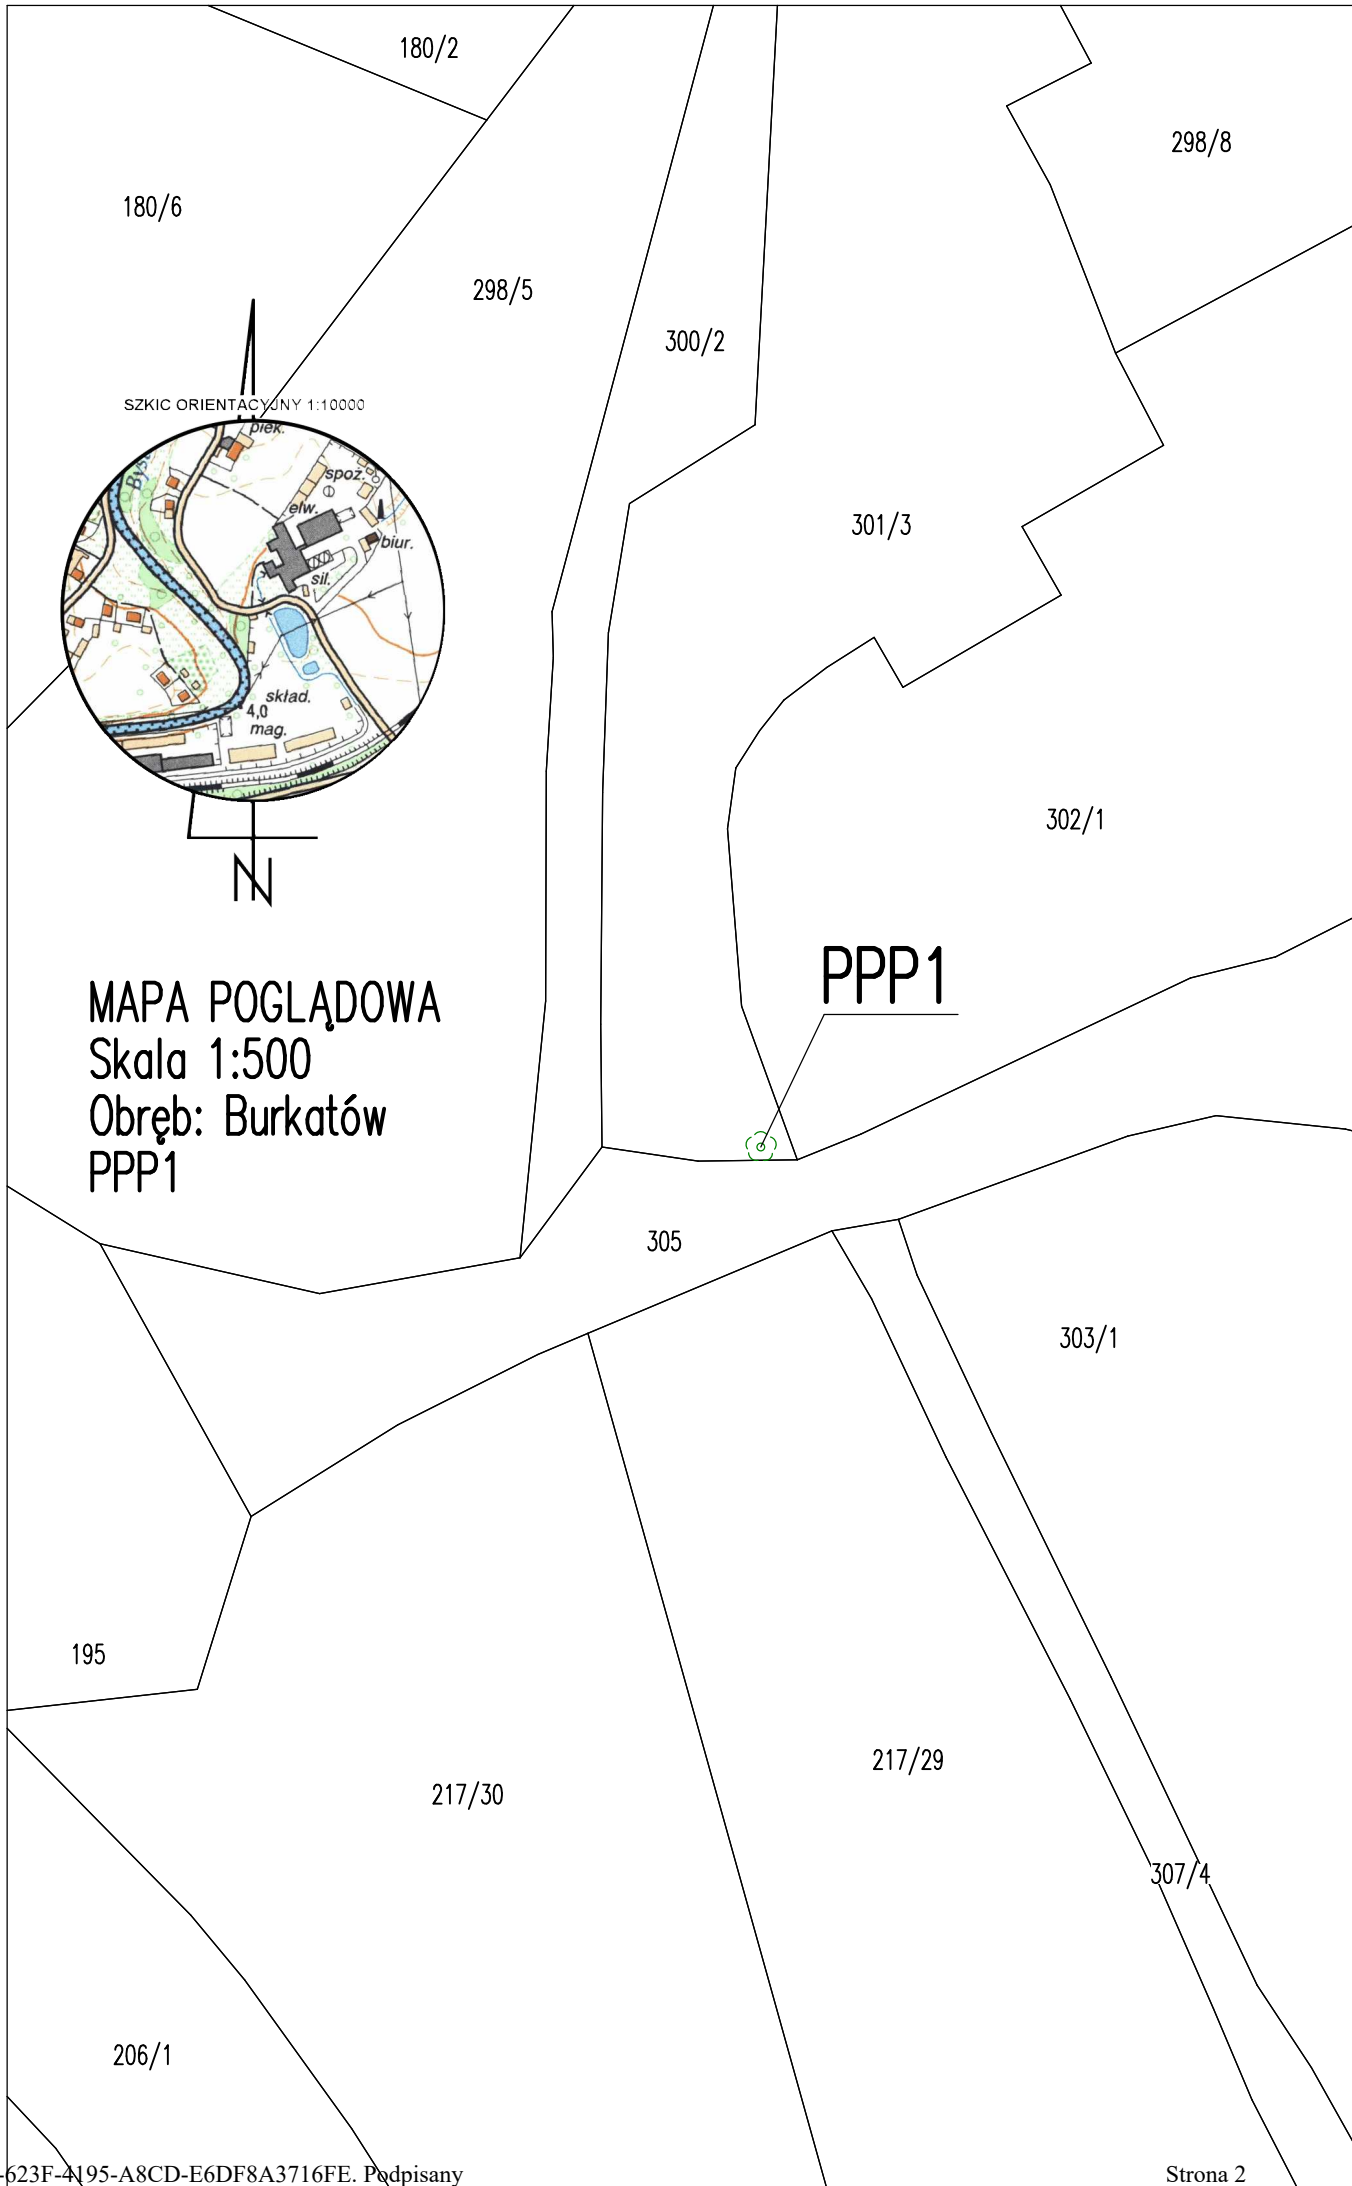 180/2
298/8
180/6
298/5
300/2
SZKIC ORIENTACYJNY 1:10000
piek.
spoż.
elw.
biur.
sil.
301/3
skład.
4,0
mag.
302/1
N
PPP1
MAPA POGLĄDOWA
Skala 1:500
Obręb: Burkatów
PPP1
305
303/1
195
217/30
217/29
307/4
206/1
-623F-4195-A8CD-E6DF8A3716FE. Podpisany
Strona 2